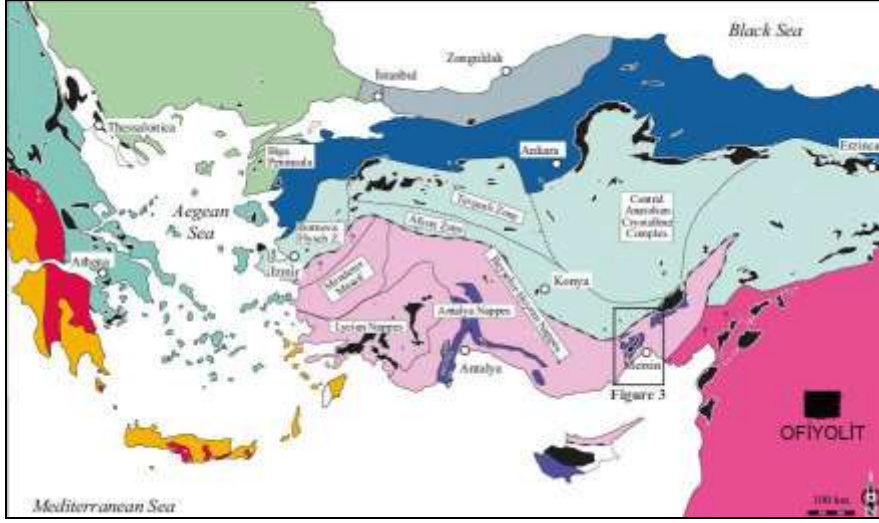 Black Sea
Zonguldak
İstanbul
Thessalonica
Biga
Peninsula
Ankara
Erzincan
Aegean
Sea
Tavşanlı Zone
Afyon Zone
Central
Anatolian
Crystalline
Complex
Bornova
Flysch Z.
İzmir
Athens
Menderes
Massif
Konya
Lycian Nappes
Antalya Nappes
Antalya
Mersin
Figure 3
OFİYOLİT
Mediterranean Sea
100 km